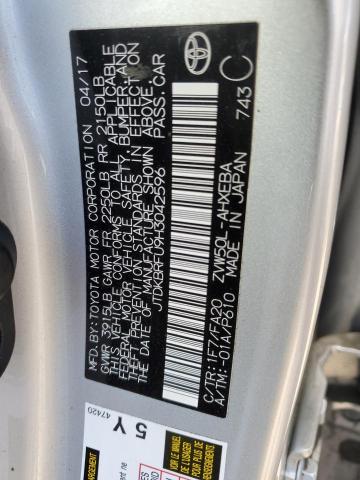 MFD.BY:TOYOTA MOTOR CORPORATION 04/17
GVWR 3915LB GAWR FR 2250LB RR 2150LB
THIS VEHICLE CONFORMS TO ALL APPLICABLE
FEDERAL MOTOR VEHICLE SAFETY, BUMPER, AND
THEFT PREVENTION STANDARDS IN EFFECT ON
THE DATE OF MANUFACTURE SHOWN ABOVE.
JTDKBRFU9H3042596 PASS.CAR
C/TR: 1F7/FA20
A/TM: -01A/P610
ZVW50L-AHXEBA
MADE IN JAPAN
743 C
TOYOTA
5 Y
47420